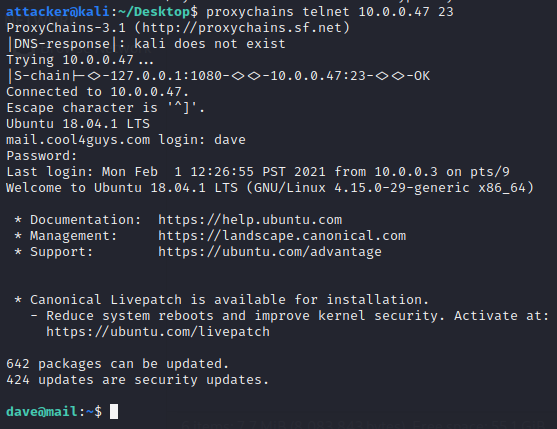 attacker@kali:~/Desktop$ proxychains telnet 10.0.0.47 23
ProxyChains-3.1 (http://proxychains.sf.net)
|DNS-response|: kali does not exist
Trying 10.0.0.47...
|S-chain|-<>-127.0.0.1:1080-<><>-10.0.0.47:23-<><>-OK
Connected to 10.0.0.47.
Escape character is '^]'.
Ubuntu 18.04.1 LTS
mail.cool4guys.com login: dave
Password:
Last login: Mon Feb  1 12:26:55 PST 2021 from 10.0.0.3 on pts/9
Welcome to Ubuntu 18.04.1 LTS (GNU/Linux 4.15.0-29-generic x86_64)
 * Documentation:  https://help.ubuntu.com
 * Management:     https://landscape.canonical.com
 * Support:        https://ubuntu.com/advantage
 * Canonical Livepatch is available for installation.
   - Reduce system reboots and improve kernel security. Activate at:
     https://ubuntu.com/livepatch
642 packages can be updated.
424 updates are security updates.
dave@mail:~$